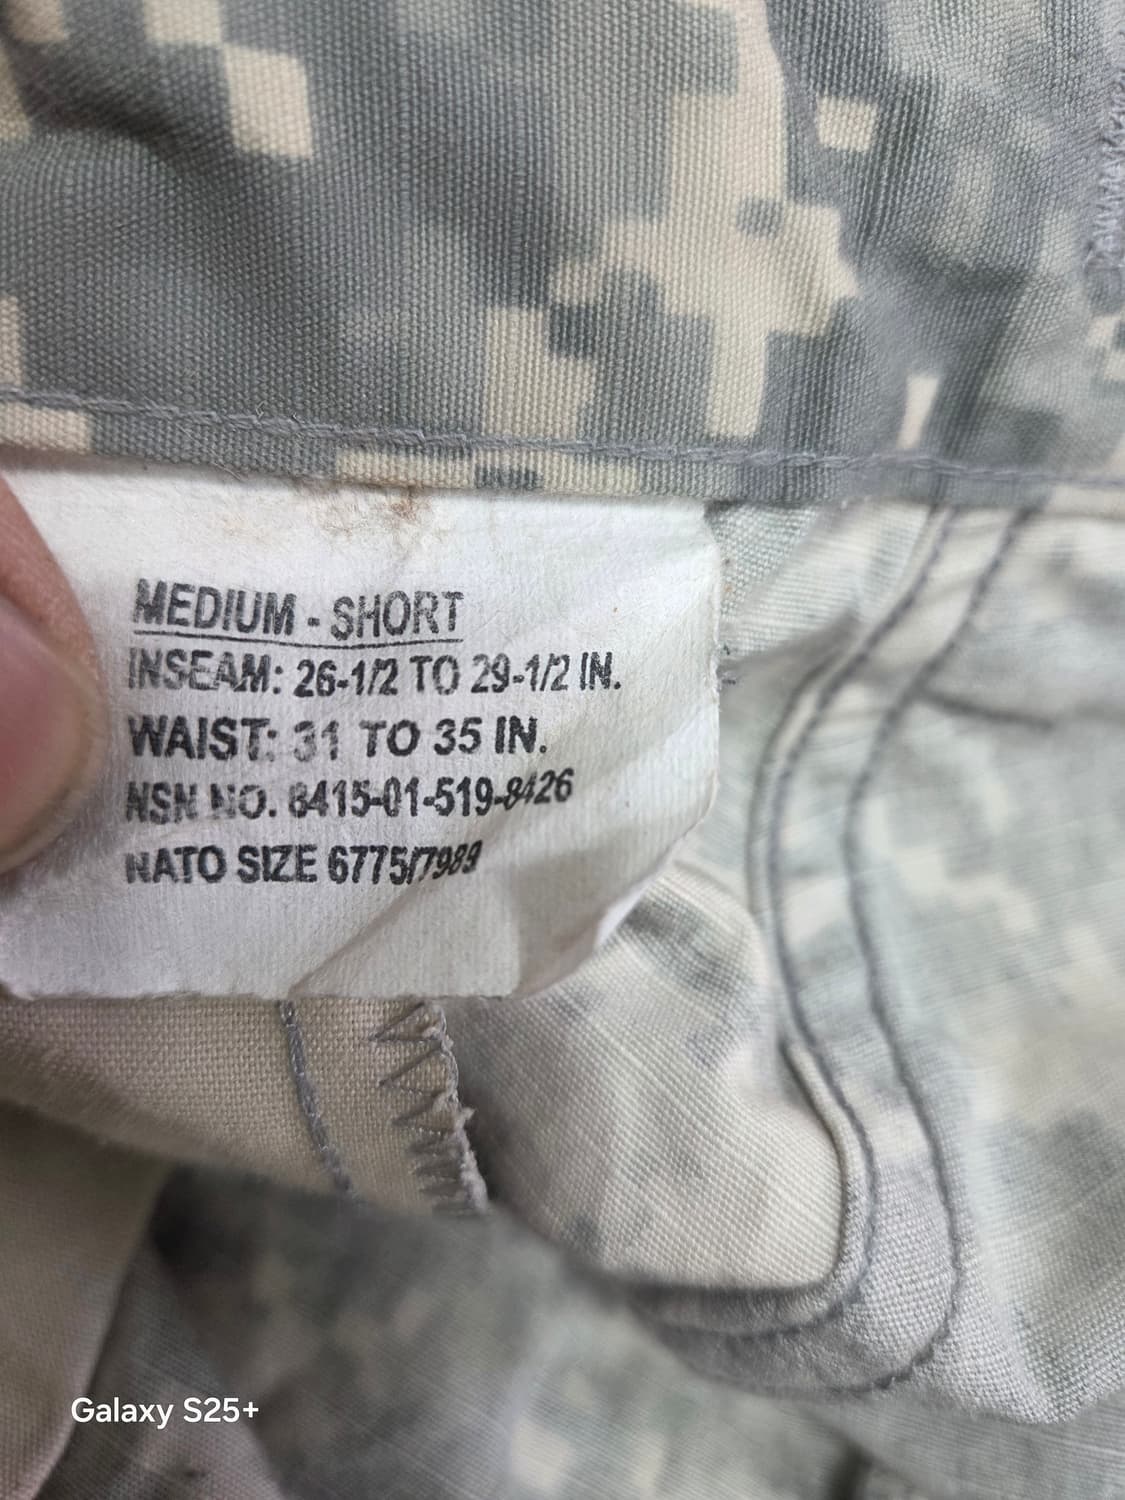 MEDIUM - SHORT
INSEAM: 26-1/2 TO 29-1/2 IN.
WAIST: 31 TO 35 IN.
NSN NO. 8415-01-519-8426
NATO SIZE 6775/7989
Galaxy S25+